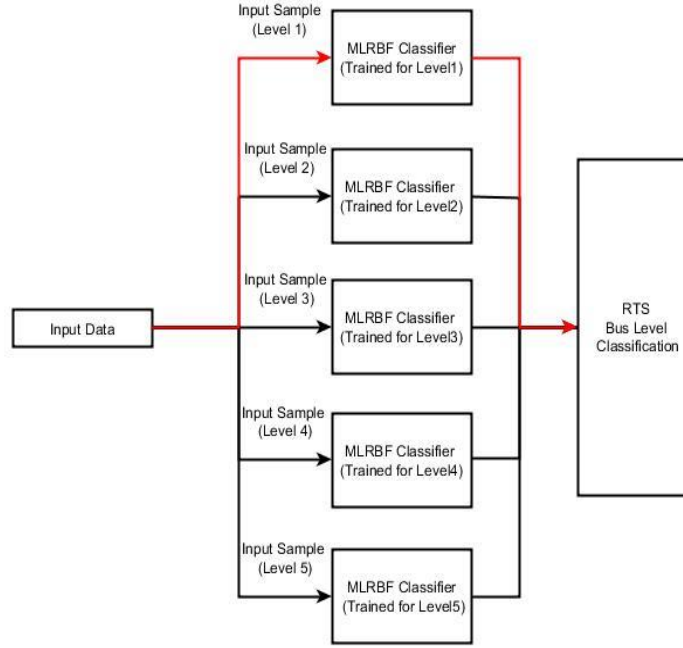 Input Sample
(Level 1)
MLRBF Classifier
(Trained for Level1)
Input Sample
(Level 2)
MLRBF Classifier
(Trained for Level2)
Input Sample
(Level 3)
MLRBF Classifier
(Trained for Level3)
Input Data
RTS
Bus Level
Classification
Input Sample
(Level 4)
MLRBF Classifier
(Trained for Level4)
Input Sample
(Level 5)
MLRBF Classifier
(Trained for Level5)